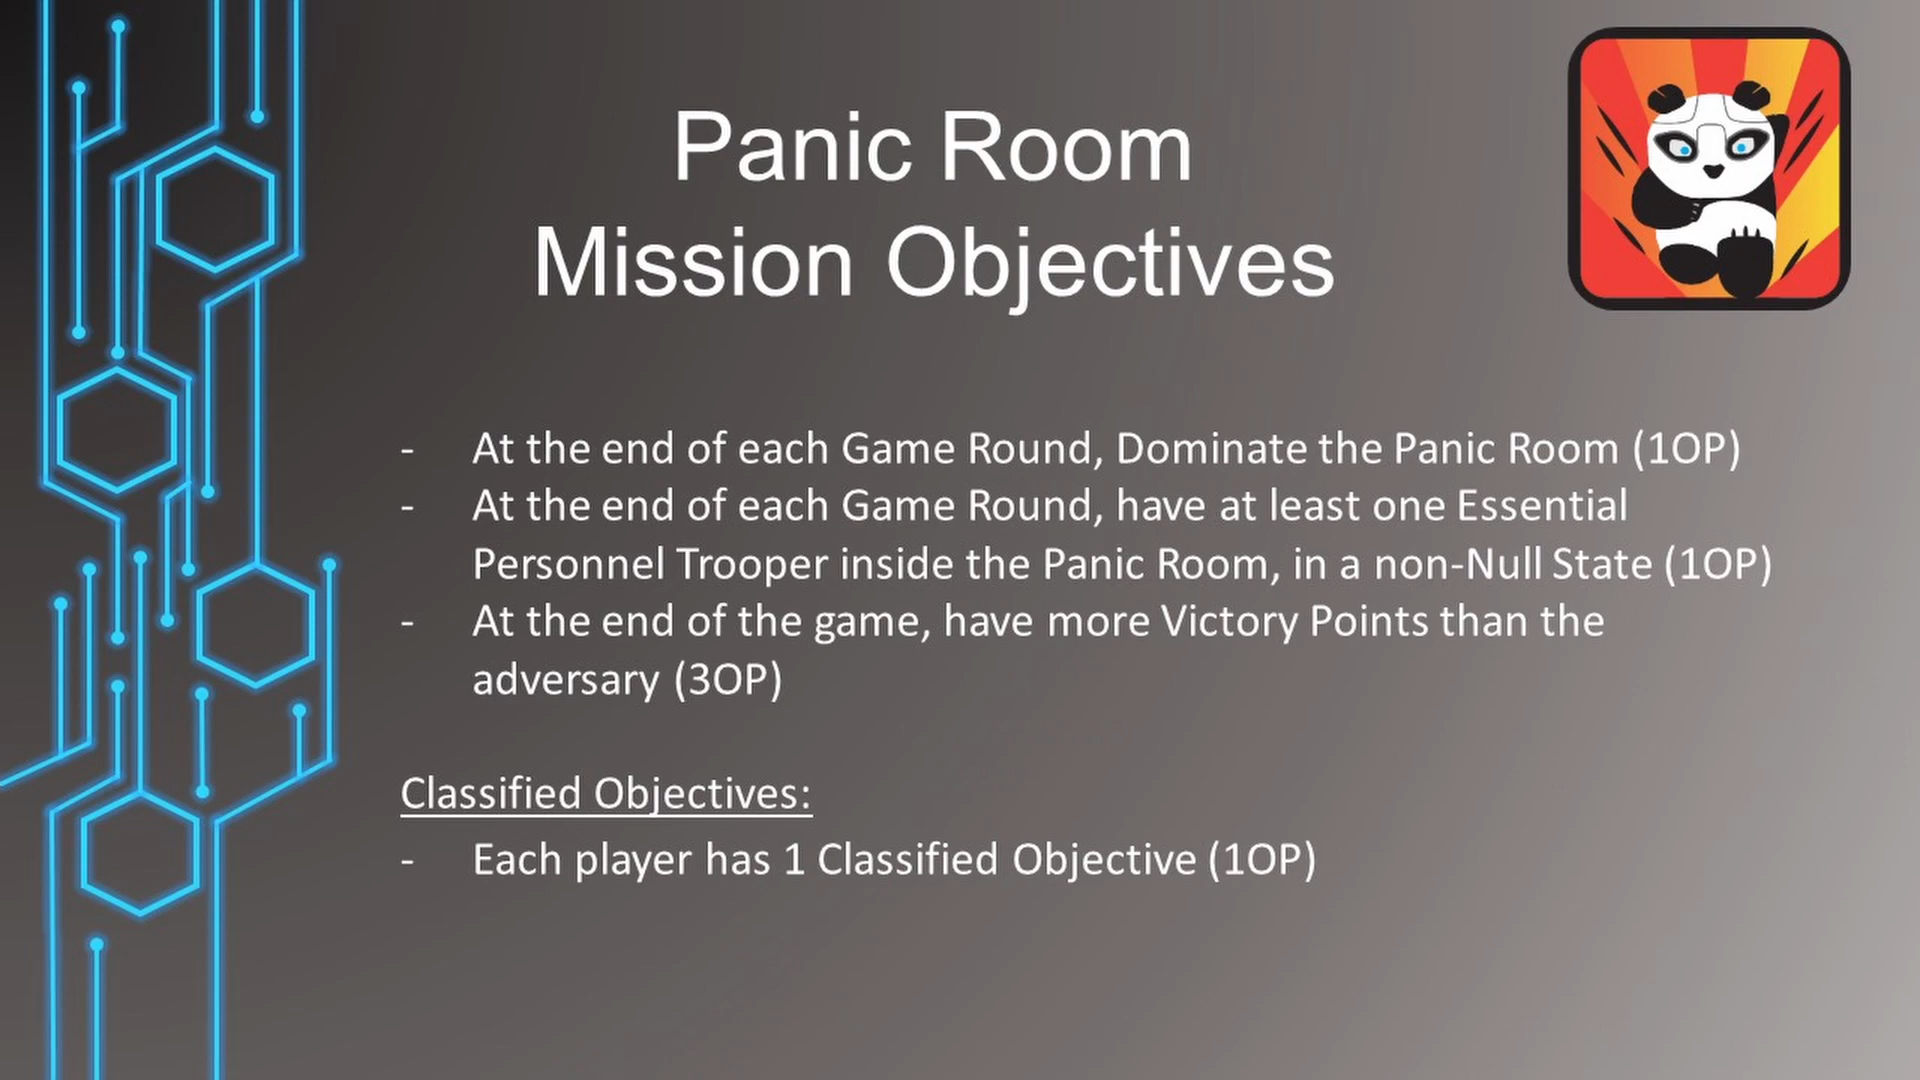 Panic Room
Mission Objectives
- At the end of each Game Round, Dominate the Panic Room (1OP)
- At the end of each Game Round, have at least one Essential
Personnel Trooper inside the Panic Room, in a non-Null State (1OP)
- At the end of the game, have more Victory Points than the
adversary (3OP)
Classified Objectives:
- Each player has 1 Classified Objective (1OP)